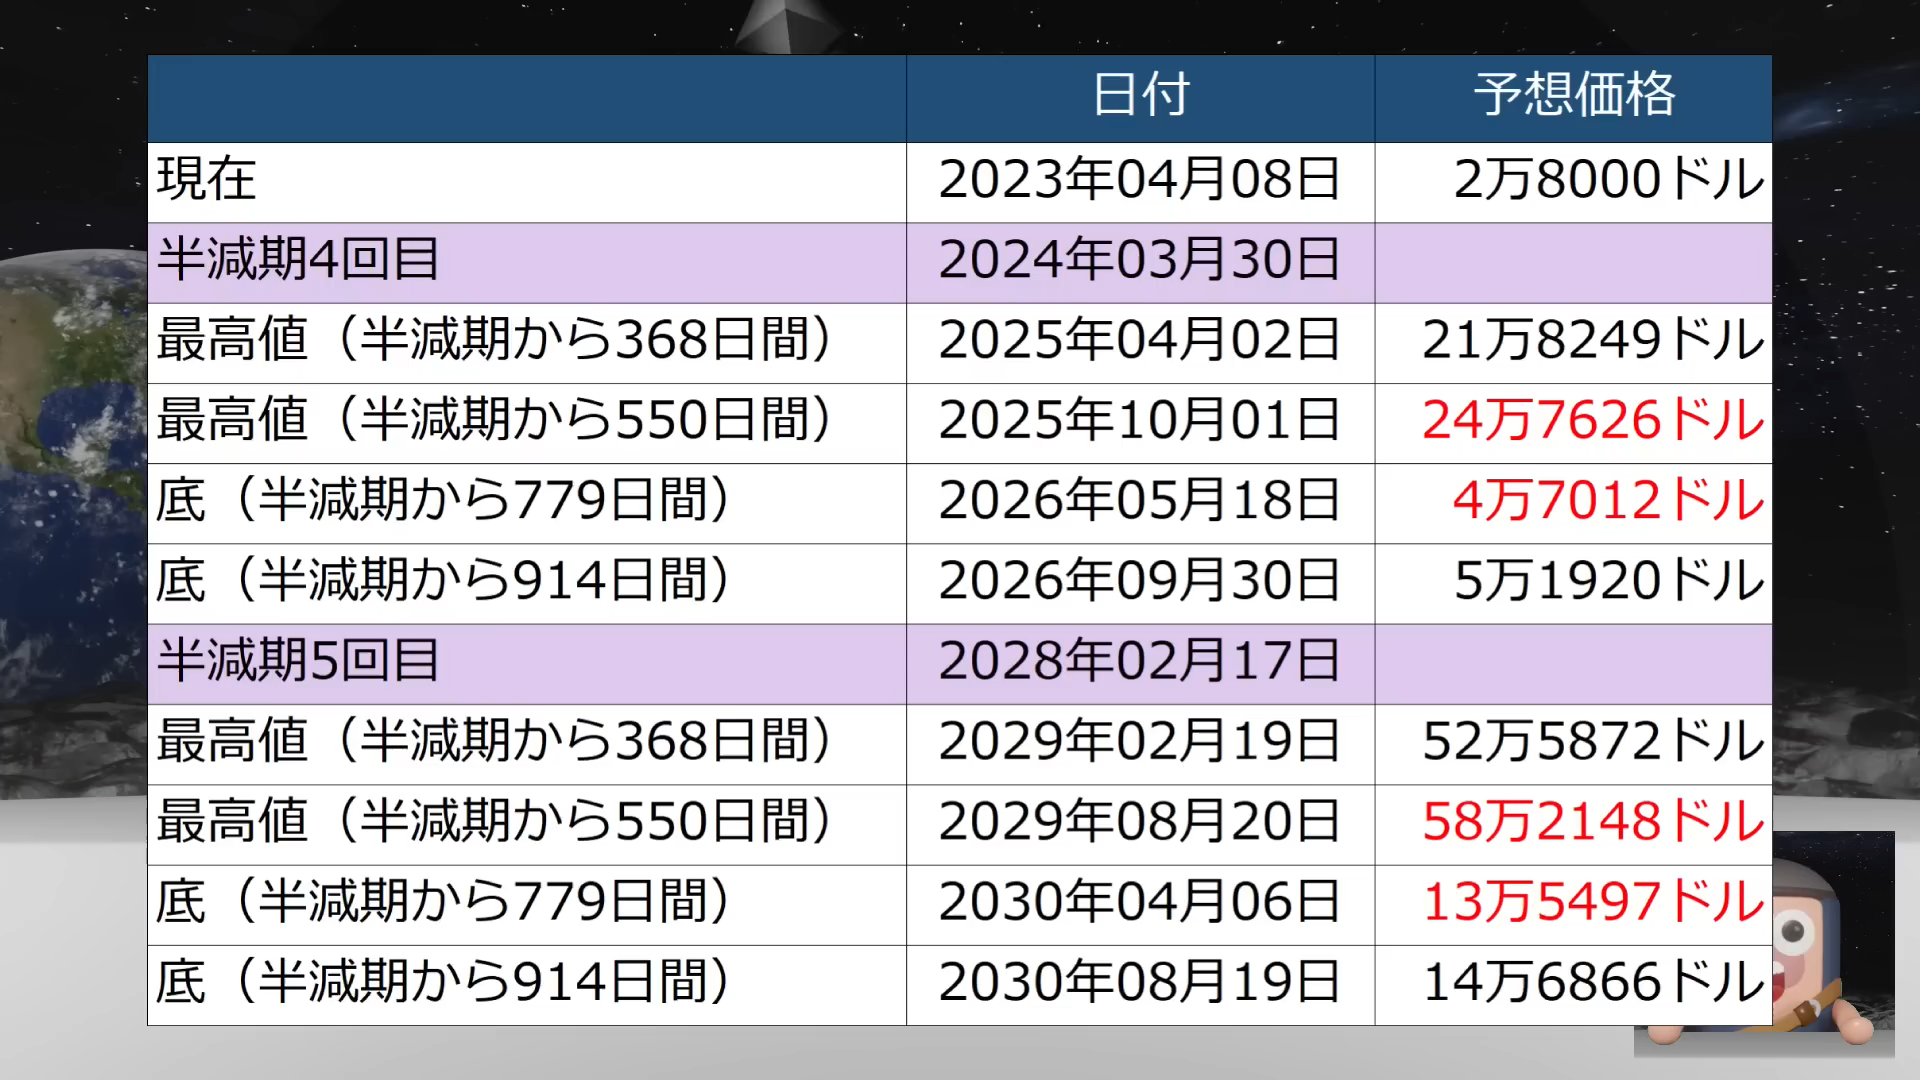 日付 予想価格
現在 2023年04月08日 2万8000ドル
半減期4回目 2024年03月30日
最高値（半減期から368日間） 2025年04月02日 21万8249ドル
最高値（半減期から550日間） 2025年10月01日 24万7626ドル
底（半減期から779日間） 2026年05月18日 4万7012ドル
底（半減期から914日間） 2026年09月30日 5万1920ドル
半減期5回目 2028年02月17日
最高値（半減期から368日間） 2029年02月19日 52万5872ドル
最高値（半減期から550日間） 2029年08月20日 58万2148ドル
底（半減期から779日間） 2030年04月06日 13万5497ドル
底（半減期から914日間） 2030年08月19日 14万6866ドル